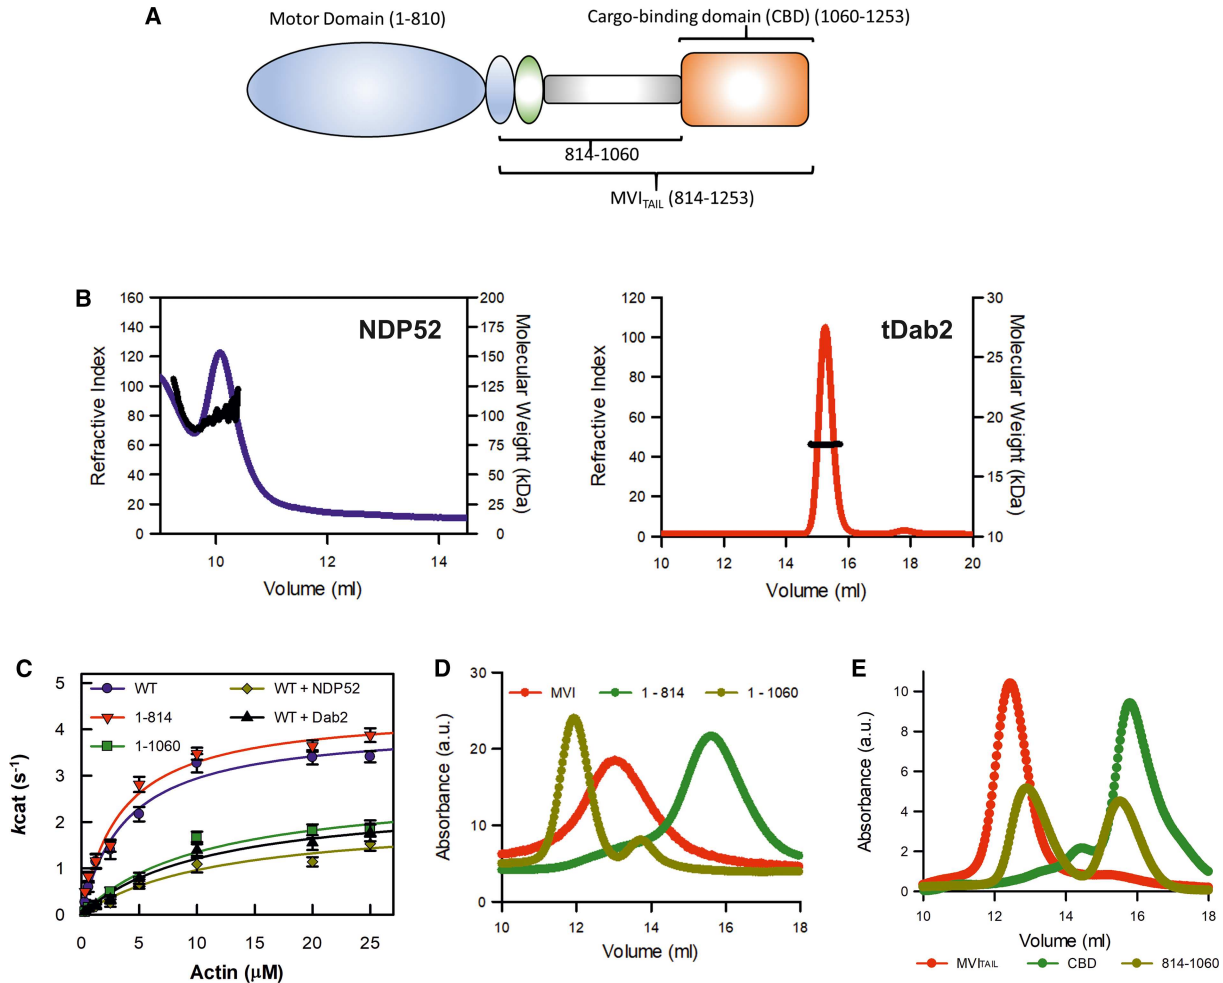 A
Motor Domain (1-810)
Cargo-binding domain (CBD) (1060-1253)
814-1060
MVITAIL (814-1253)
B
NDP52
Refractive Index
160
140
120
100
80
60
40
20
0
200
175
150
125
100
75
50
25
0
Molecular Weight (kDa)
10
12
14
Volume (ml)
tDab2
Refractive Index
120
100
80
60
40
20
0
30
25
20
15
10
Molecular Weight (kDa)
10
12
14
16
18
20
Volume (ml)
C
WT
1-814
1-1060
WT + NDP52
WT + Dab2
kcat (s-1)
5
4
3
2
1
0
0
5
10
15
20
25
Actin (μM)
D
MVI
1 - 814
1 - 1060
Absorbance (a.u.)
30
20
10
0
10
12
14
16
18
Volume (ml)
E
Absorbance (a.u.)
10
8
6
4
2
0
10
12
14
16
18
Volume (ml)
MVITAIL
CBD
814-1060